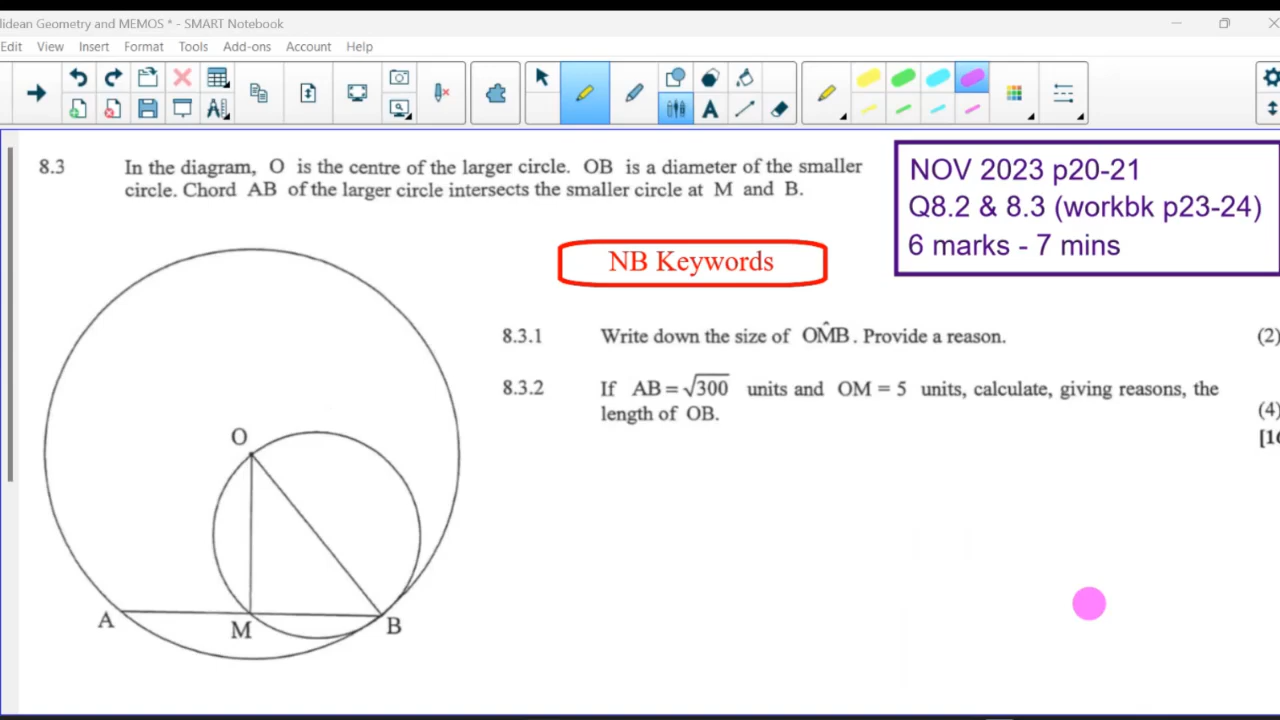 lidean Geometry and MEMOS * - SMART Notebook
Edit View Insert Format Tools Add-ons Account Help
8.3 In the diagram, O is the centre of the larger circle. OB is a diameter of the smaller
circle. Chord AB of the larger circle intersects the smaller circle at M and B.
NOV 2023 p20-21
Q8.2 & 8.3 (workbk p23-24)
6 marks - 7 mins
NB Keywords
8.3.1 Write down the size of OM̂B. Provide a reason. (2)
8.3.2 If AB = √300 units and OM = 5 units, calculate, giving reasons, the
length of OB. (4)
[16
O
A
M
B